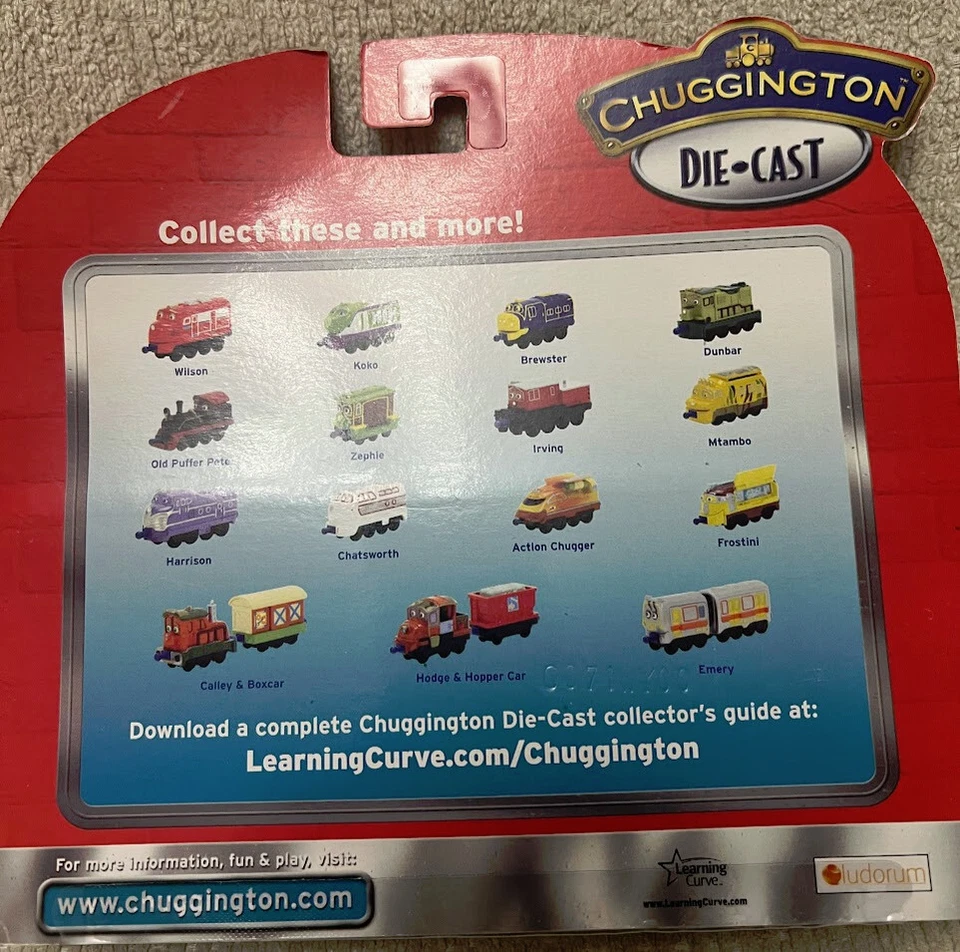 CHUGGINGTON™
DIE-CAST
Collect these and more!
Wilson
Koko
Brewster
Dunbar
Old Puffer Pete
Zephie
Irving
Mtambo
Harrison
Chatsworth
Action Chugger
Frostini
Calley & Boxcar
Hodge & Hopper Car
Emery
Download a complete Chuggington Die-Cast collector's guide at:
LearningCurve.com/Chuggington
For more information, fun & play, visit:
www.chuggington.com
Learning
Curve
www.LearningCurve.com
ludorum